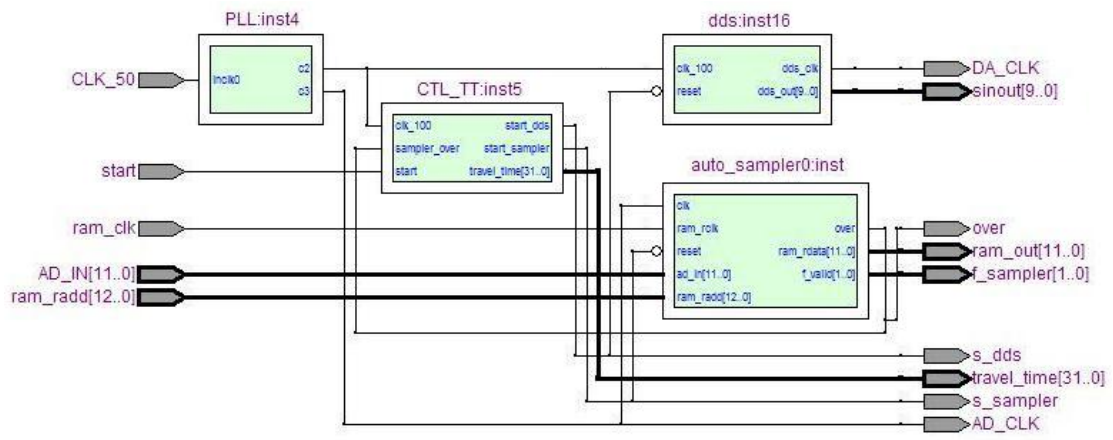 PLL:inst4
CLK_50
inclk0
c2
c3
dds:inst16
clk_100
dds_clk
reset
dds_out[9..0]
DA_CLK
sinout[9..0]
CTL_TT:inst5
clk_100
start_dds
sampler_over
start_sampler
start
travel_time[31..0]
start
auto_sampler0:inst
clk
ram_rclk
over
reset
ram_rdata[11..0]
ad_in[11..0]
f_valid[1..0]
ram_radd[12..0]
ram_clk
AD_IN[11..0]
ram_radd[12..0]
over
ram_out[11..0]
f_sampler[1..0]
s_dds
travel_time[31..0]
s_sampler
AD_CLK